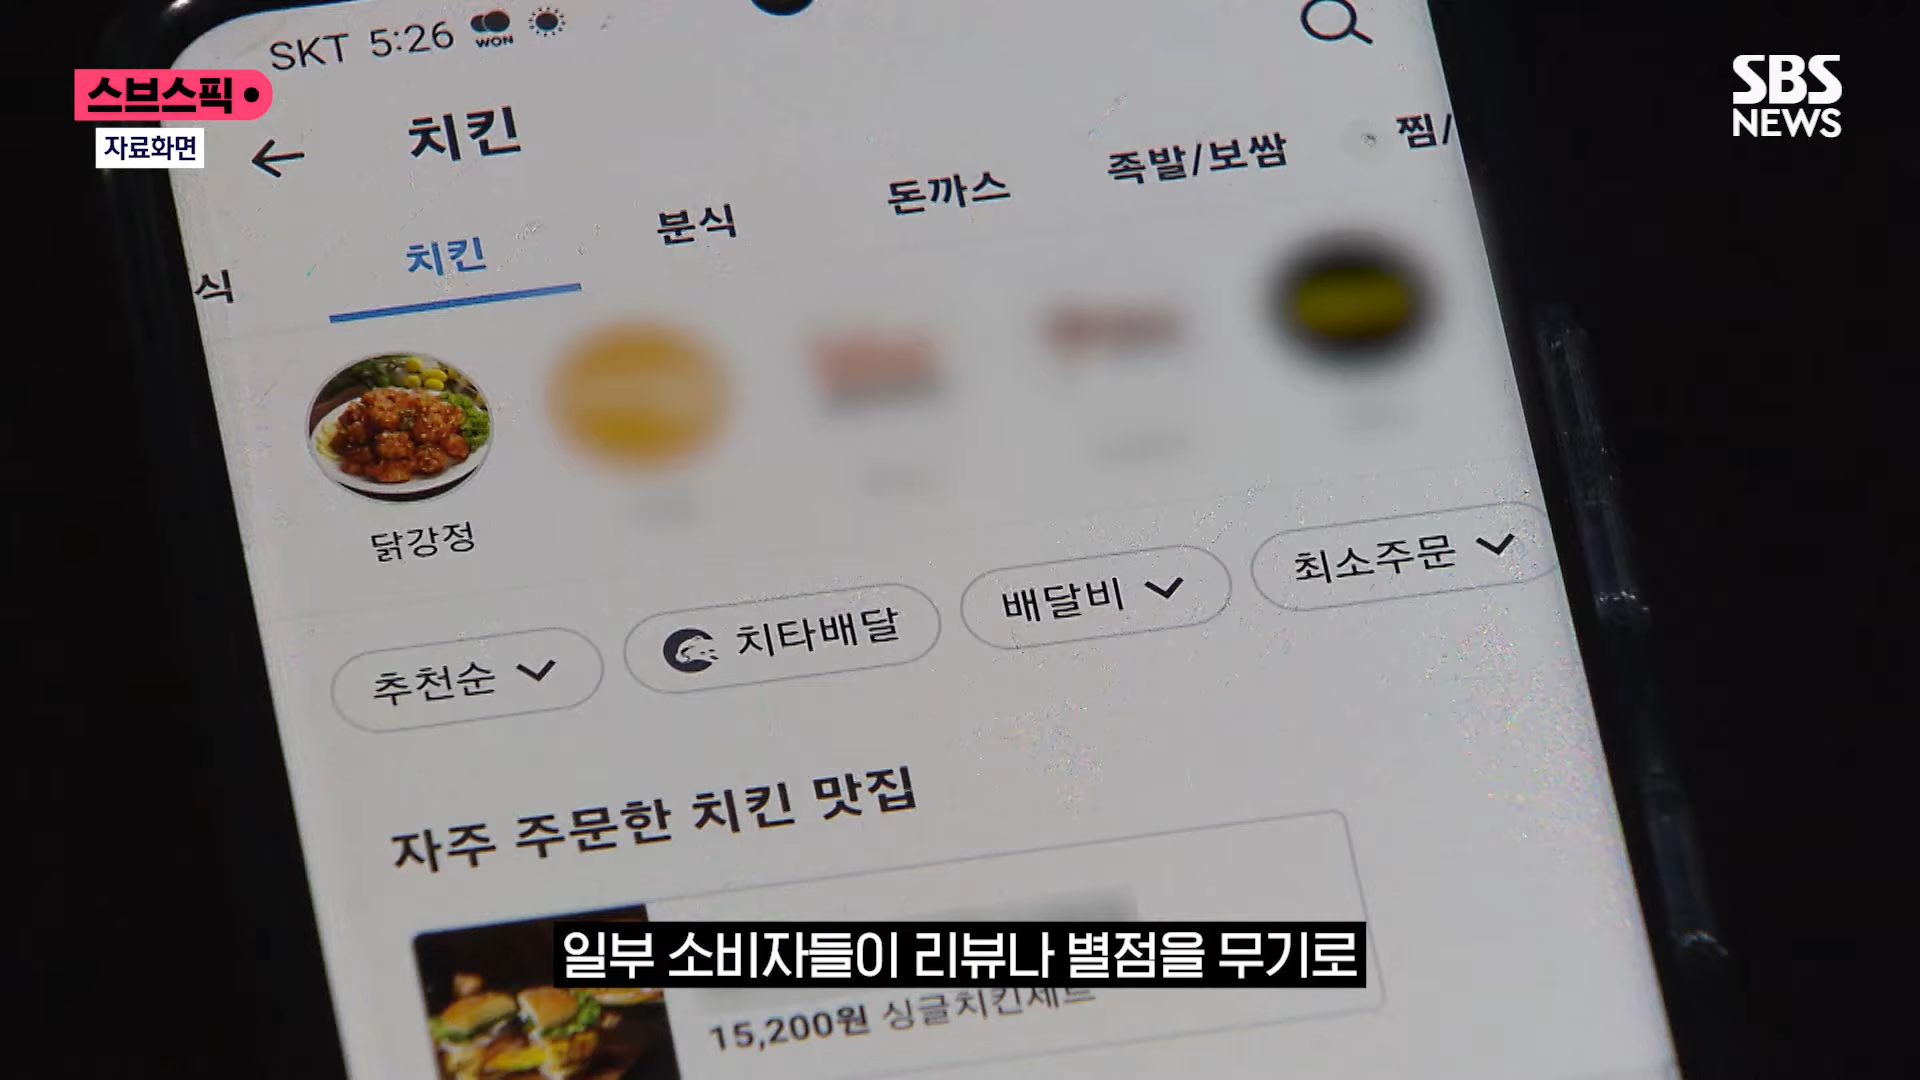 SKT 5:26 WON
스브스픽
SBS
NEWS
자료화면
치킨
식 치킨 분식 돈까스 족발/보쌈 찜/
닭강정
추천순 치타배달 배달비 최소주문
자주 주문한 치킨 맛집
일부 소비자들이 리뷰나 별점을 무기로
15,200원 싱글치킨세트